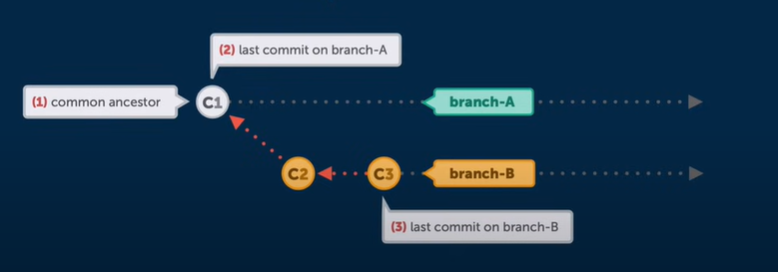 (2) last commit on branch-A
(1) common ancestor
C1
branch-A
C2
C3
branch-B
(3) last commit on branch-B